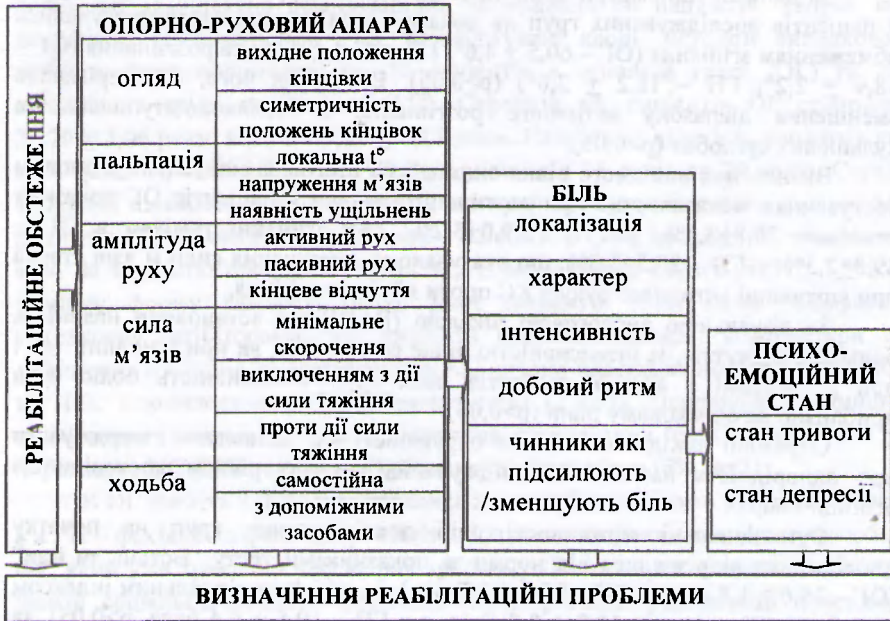 РЕАБІЛІТАЦІЙНЕ ОБСТЕЖЕННЯ
ОПОРНО-РУХОВИЙ АПАРАТ
огляд
вихідне положення
кінцівки
симетричність
положень кінцівок
пальпація
локальна t°
напруження м’язів
наявність ущільнень
амплітуда
руху
активний рух
пасивний рух
кінцеве відчуття
сила
м’язів
мінімальне
скорочення
виключенням з дії
сили тяжіння
проти дії сили
тяжіння
ходьба
самостійна
з допоміжними
засобами
БІЛЬ
локалізація
характер
інтенсивність
добовий ритм
чинники які
підсилюють
/зменшують біль
ПСИХО-
ЕМОЦІЙНИЙ
СТАН
стан тривоги
стан депресії
ВИЗНАЧЕННЯ РЕАБІЛІТАЦІЙНІ ПРОБЛЕМИ